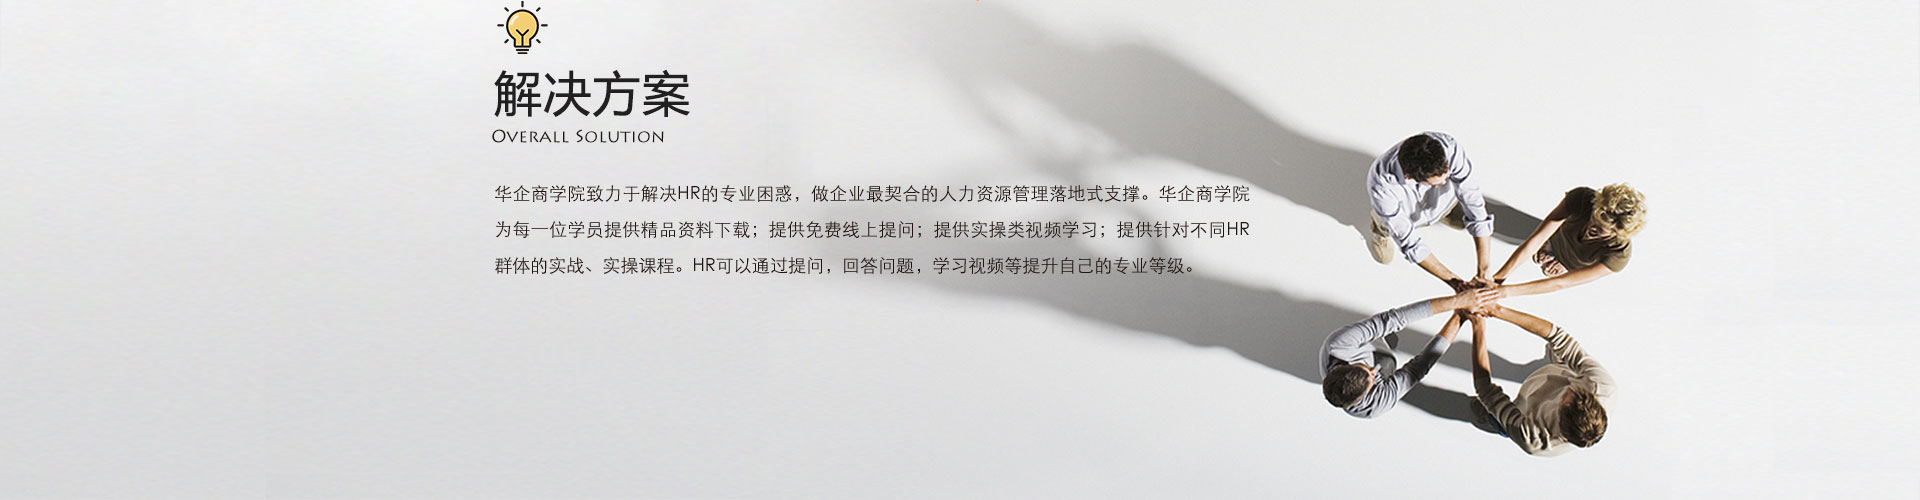 解决方案
OVERALL SOLUTION
华企商学院致力于解决HR的专业困惑，做企业最契合的人力资源管理落地式支撑。华企商学院
为每一位学员提供精品资料下载；提供免费线上提问；提供实操类视频学习；提供针对不同HR
群体的实战、实操课程。HR可以通过提问，回答问题，学习视频等提升自己的专业等级。